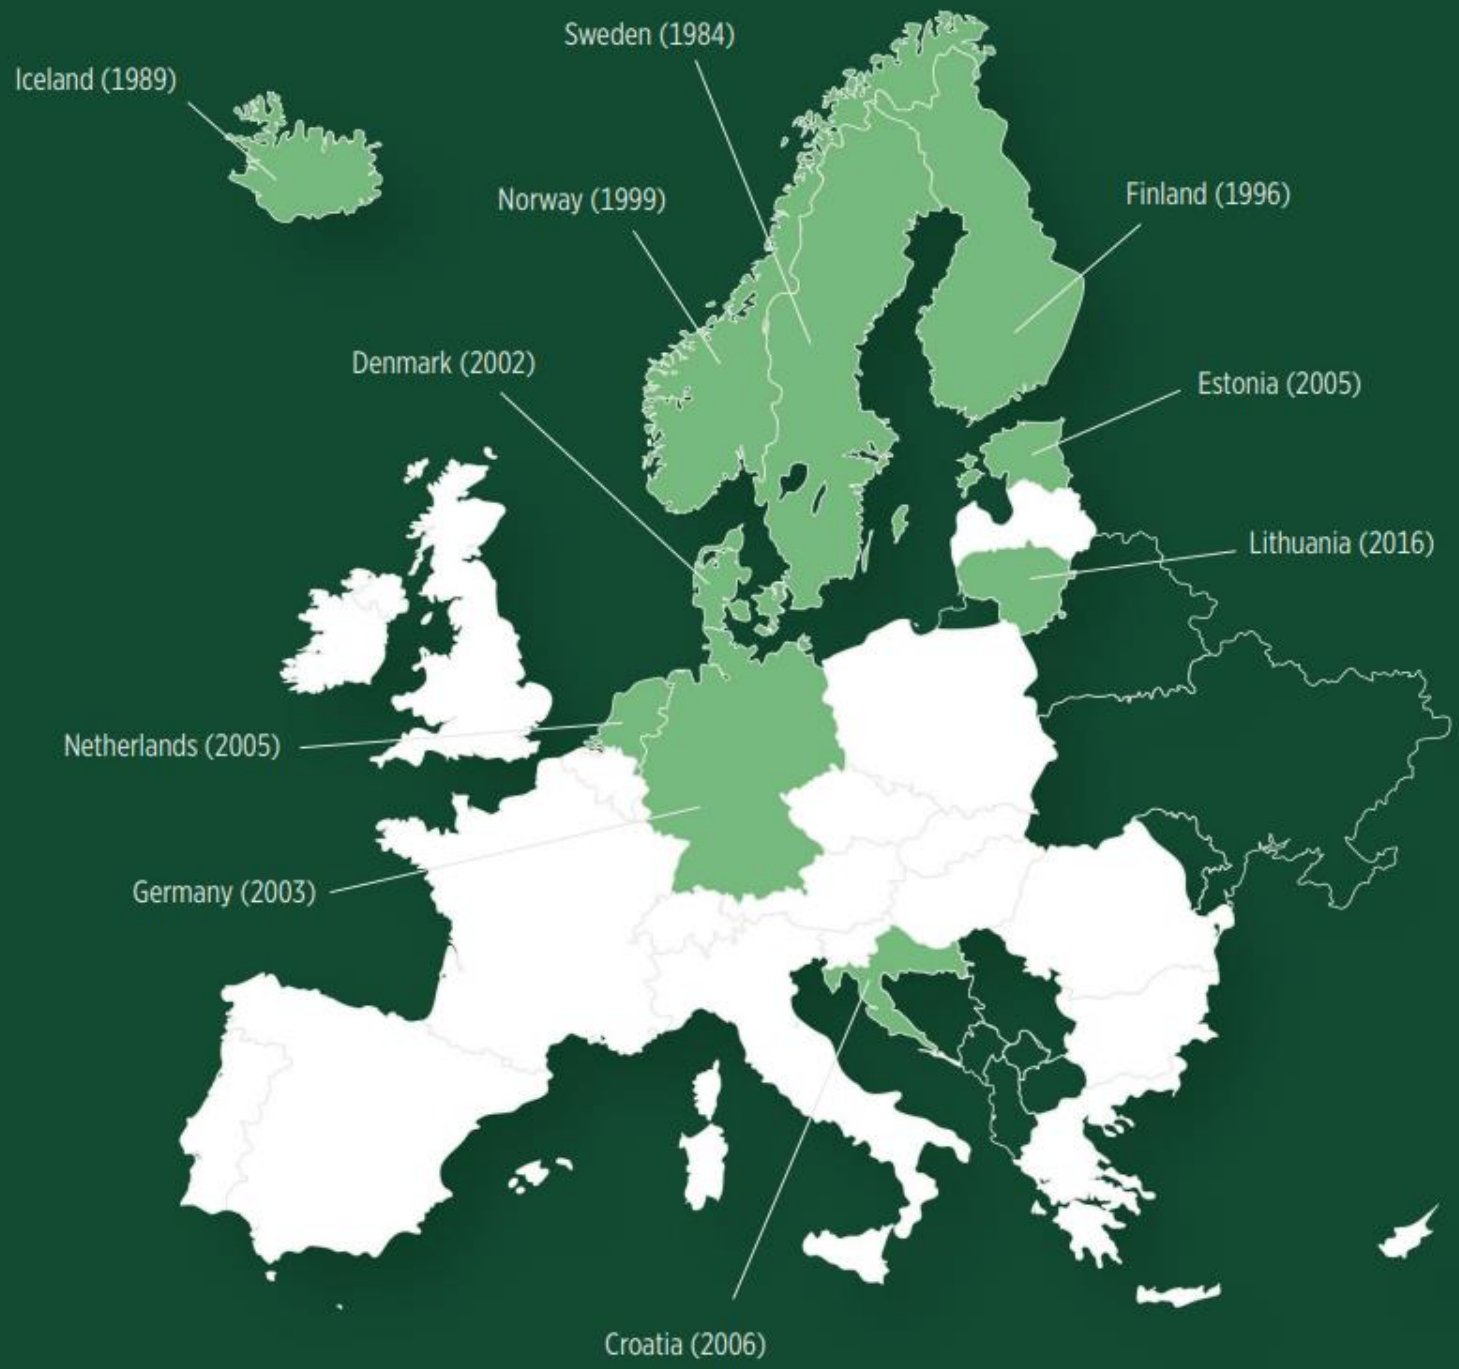 Sweden (1984)
Iceland (1989)
Norway (1999)
Finland (1996)
Denmark (2002)
Estonia (2005)
Lithuania (2016)
Netherlands (2005)
Germany (2003)
Croatia (2006)